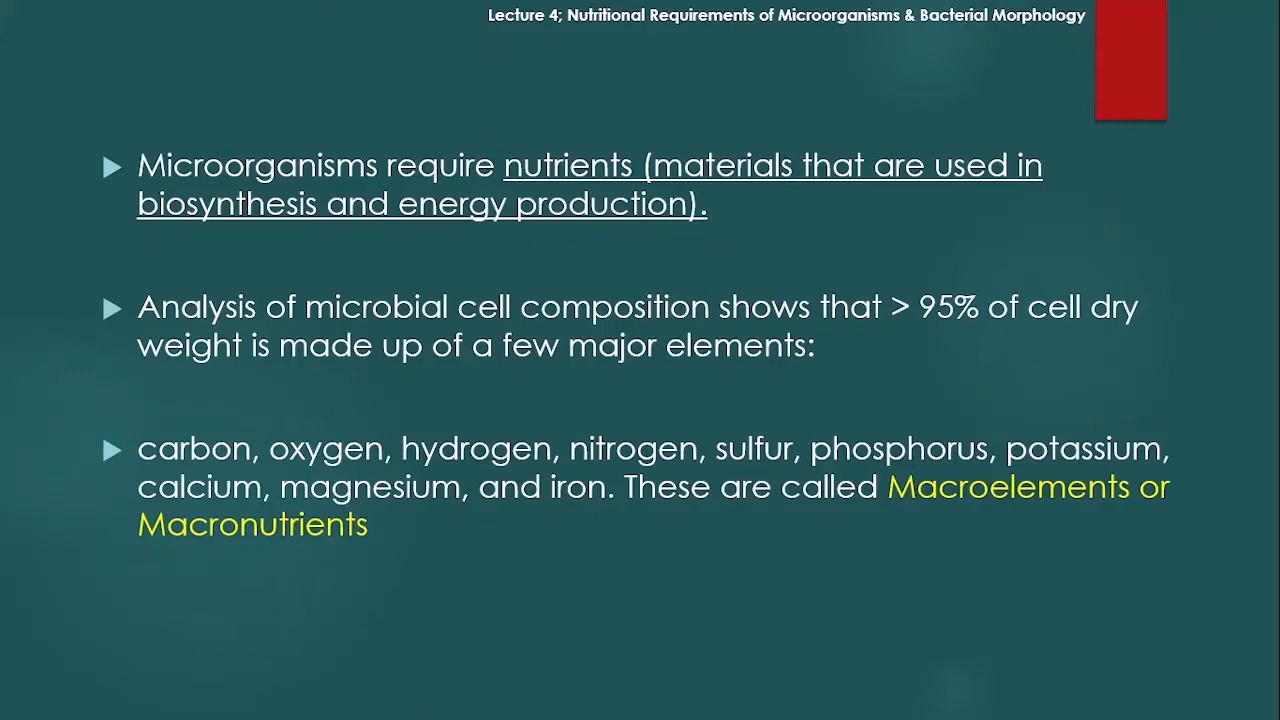 Lecture 4; Nutritional Requirements of Microorganisms & Bacterial Morphology
Microorganisms require nutrients (materials that are used in
biosynthesis and energy production).
Analysis of microbial cell composition shows that > 95% of cell dry
weight is made up of a few major elements:
carbon, oxygen, hydrogen, nitrogen, sulfur, phosphorus, potassium,
calcium, magnesium, and iron. These are called Macroelements or
Macronutrients